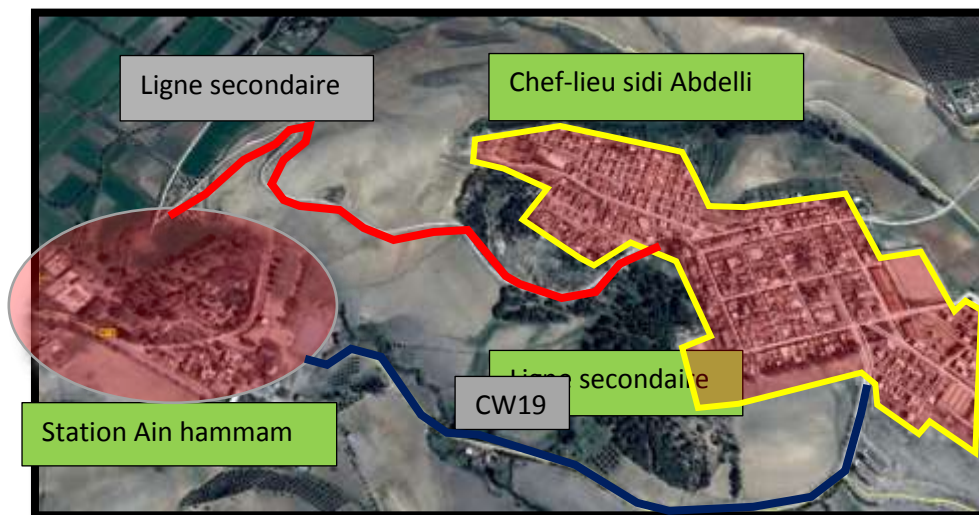 Ligne secondaire
Chef-lieu sidi Abdelli
Ligne secondaire
CW19
Station Ain hammam